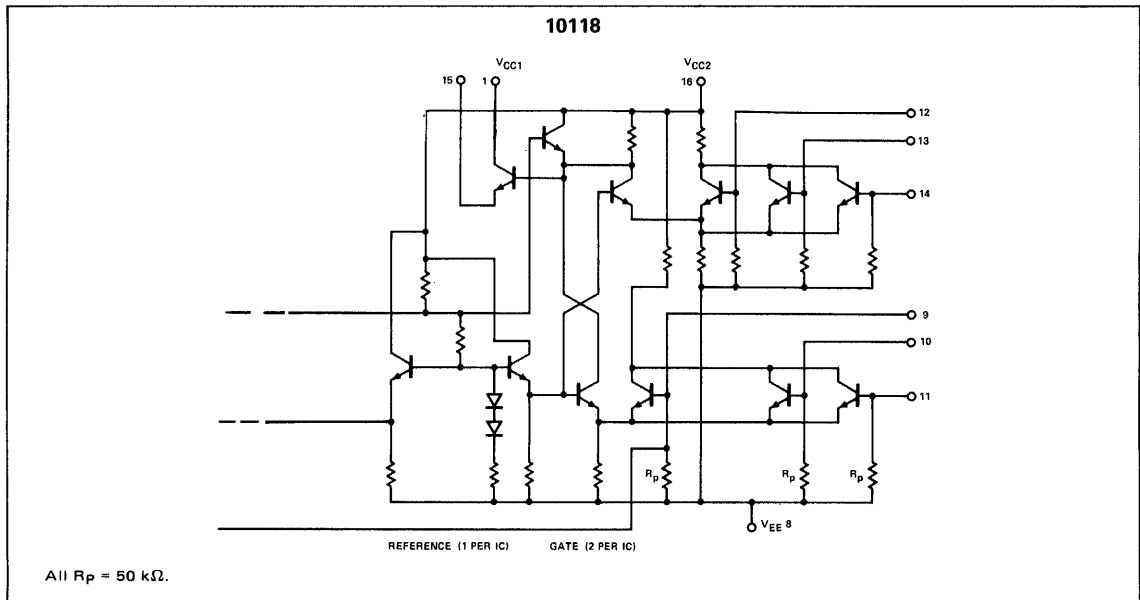 10118
VCC1
VCC2
15
1
16
12
13
14
9
10
11
Rp
Rp
Rp
VEE 8
REFERENCE (1 PER IC)
GATE (2 PER IC)
All Rp = 50 kΩ.